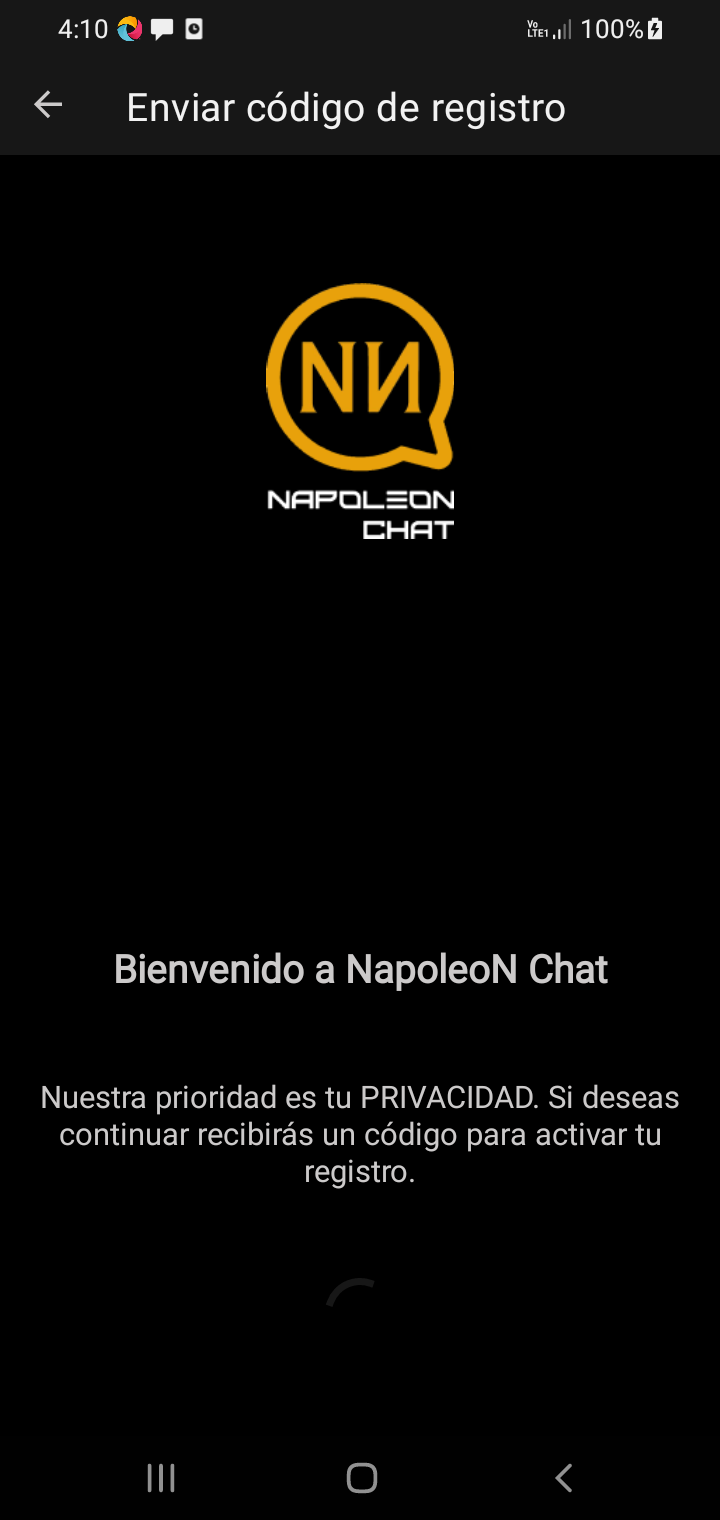 4:10
Vo
LTE1
100%
Enviar código de registro
NИ
NAPOLEON
CHAT
Bienvenido a NapoleoN Chat
Nuestra prioridad es tu PRIVACIDAD. Si deseas
continuar recibirás un código para activar tu
registro.